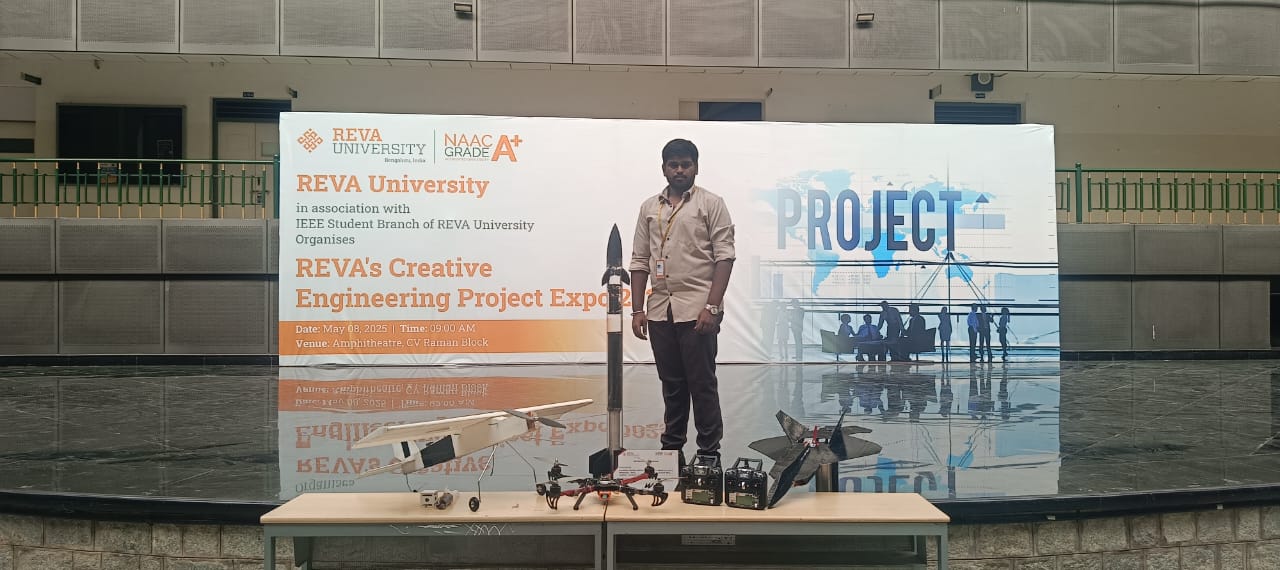 REVA
UNIVERSITY
Bengaluru, India
NAAC
GRADE A+
REVA University
in association with
IEEE Student Branch of REVA University
Organises
REVA's Creative
Engineering Project Expo
Date: May 08, 2025 | Time: 09:00 AM
Venue: Amphitheatre, CV Raman Block
PROJECT